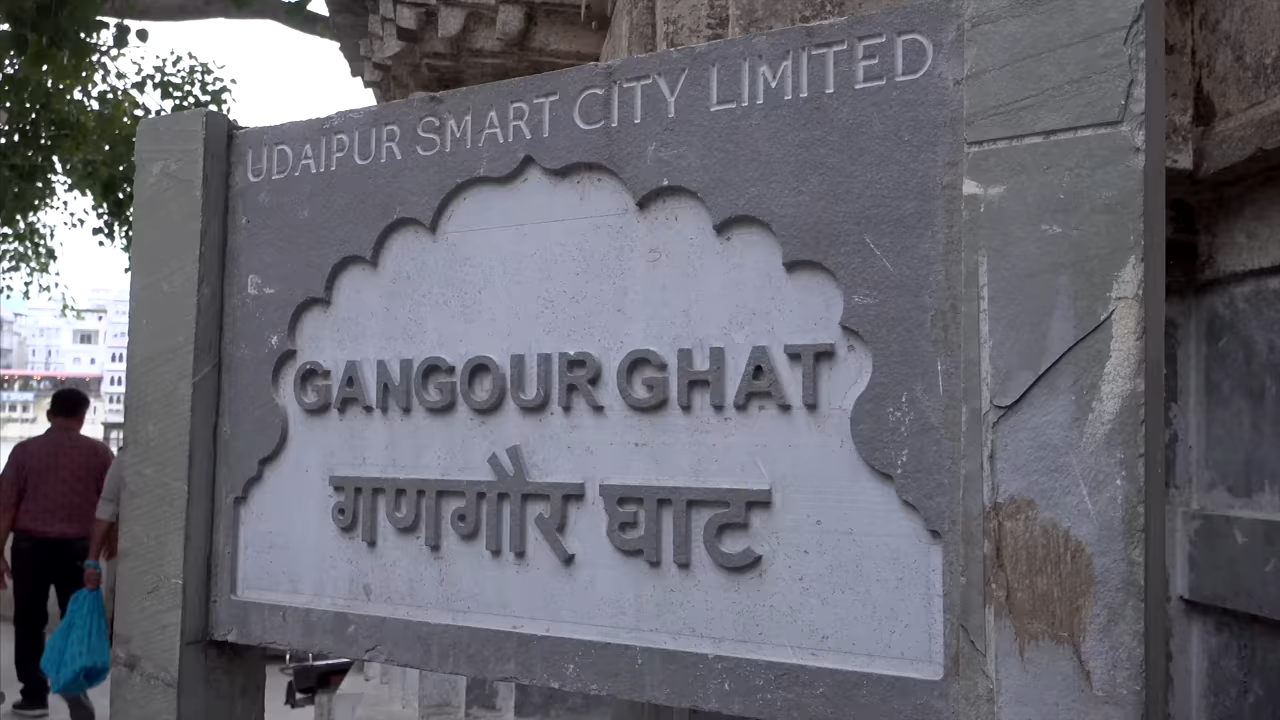 UDAIPUR SMART CITY LIMITED
GANGOUR GHAT
गणगौर घाट